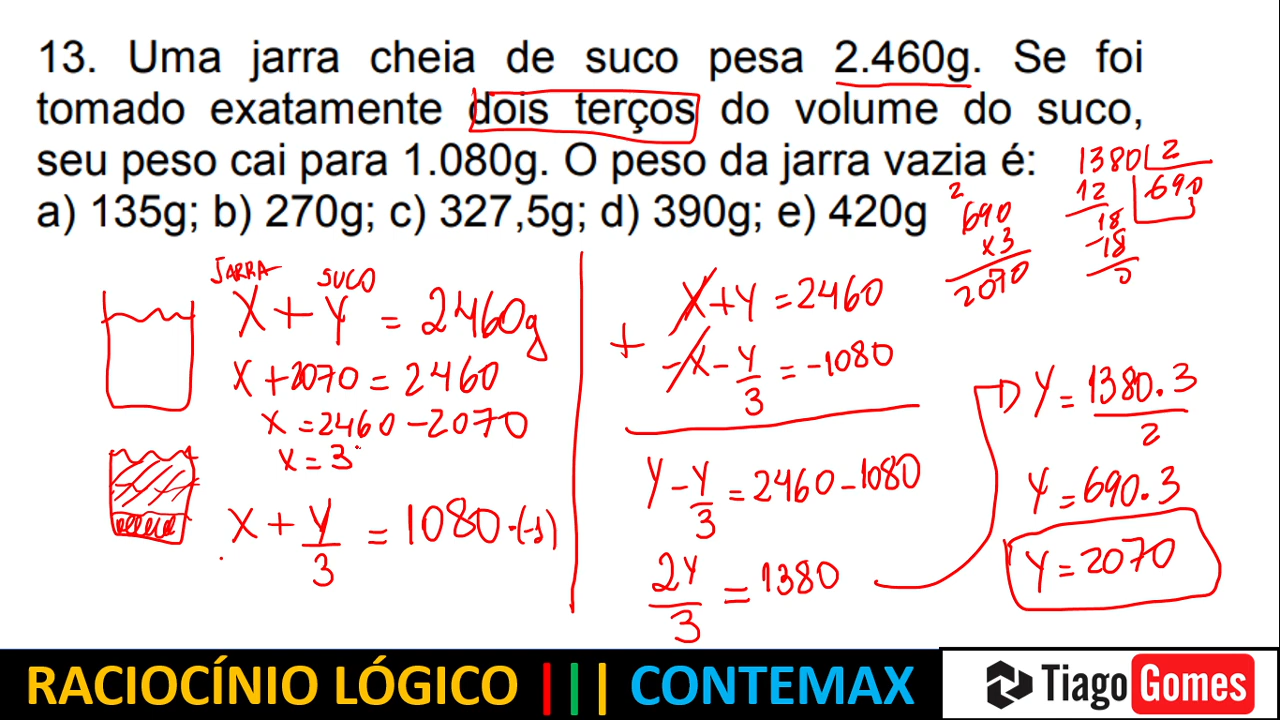 13. Uma jarra cheia de suco pesa 2.460g. Se foi
tomado exatamente dois terços do volume do suco,
seu peso cai para 1.080g. O peso da jarra vazia é:
a) 135g; b) 270g; c) 327,5g; d) 390g; e) 420g
1380 2
12 690
18
-18
0
2
690
x3
2070
JARRA SUCO
X + Y = 2460g
X + 2070 = 2460
X = 2460 - 2070
X = 3
X + Y/3 = 1080 ·(-1)
X + Y = 2460
+
-X - Y/3 = -1080
Y - Y/3 = 2460 - 1080
2Y/3 = 1380
Y = 1380.3/2
Y = 690.3
Y = 2070
RACIOCÍNIO LÓGICO ||| CONTEMAX
Tiago Gomes